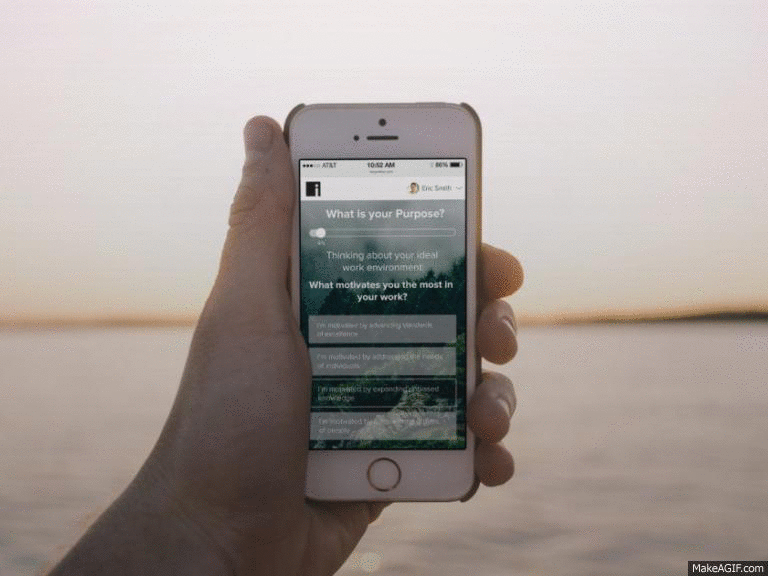 AT&T 10:52 AM 86%
i Eric Smith
What is your Purpose?
Thinking about your ideal
work environment:
What motivates you the most in
your work?
I'm motivated by advancing standards
of excellence
I'm motivated by addressing the needs
of individuals
I'm motivated by expanding unbiased
knowledge
I'm motivated by
of people
MakeAGIF.com